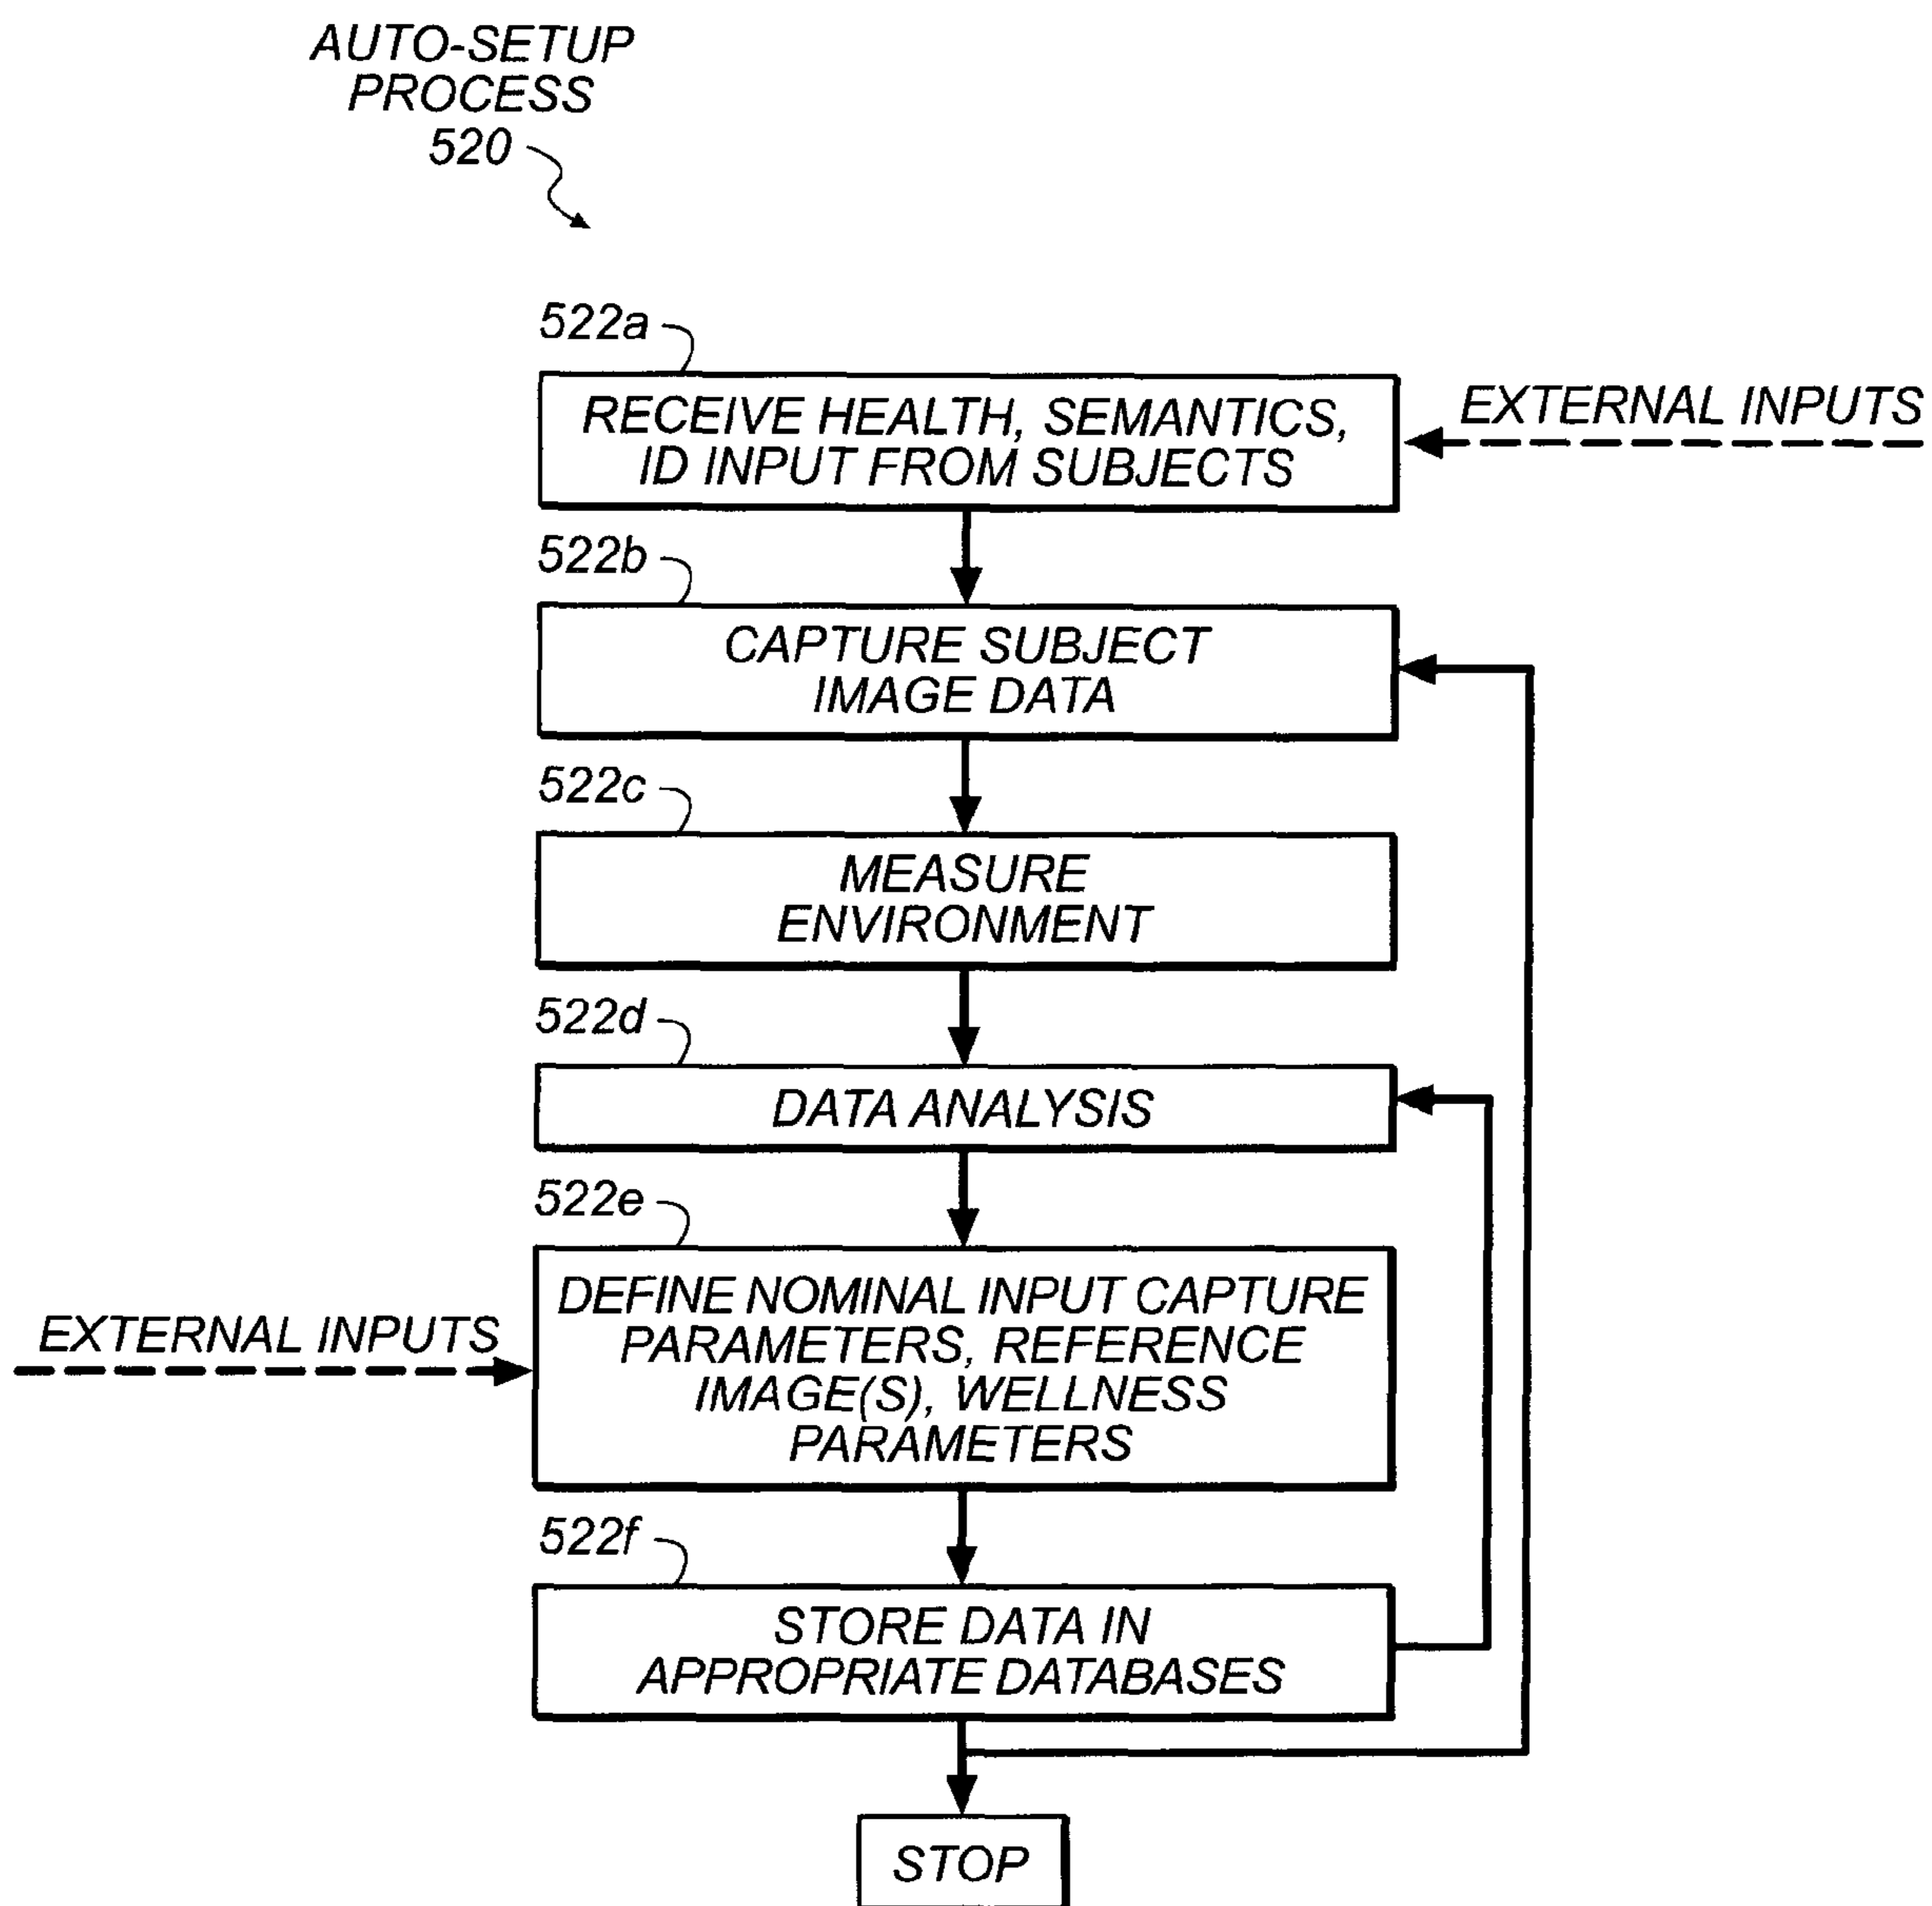 AUTO-SETUP
PROCESS
520
522a
RECEIVE HEALTH, SEMANTICS,
ID INPUT FROM SUBJECTS
EXTERNAL INPUTS
522b
CAPTURE SUBJECT
IMAGE DATA
522c
MEASURE
ENVIRONMENT
522d
DATA ANALYSIS
522e
DEFINE NOMINAL INPUT CAPTURE
PARAMETERS, REFERENCE
IMAGE(S), WELLNESS
PARAMETERS
EXTERNAL INPUTS
522f
STORE DATA IN
APPROPRIATE DATABASES
STOP